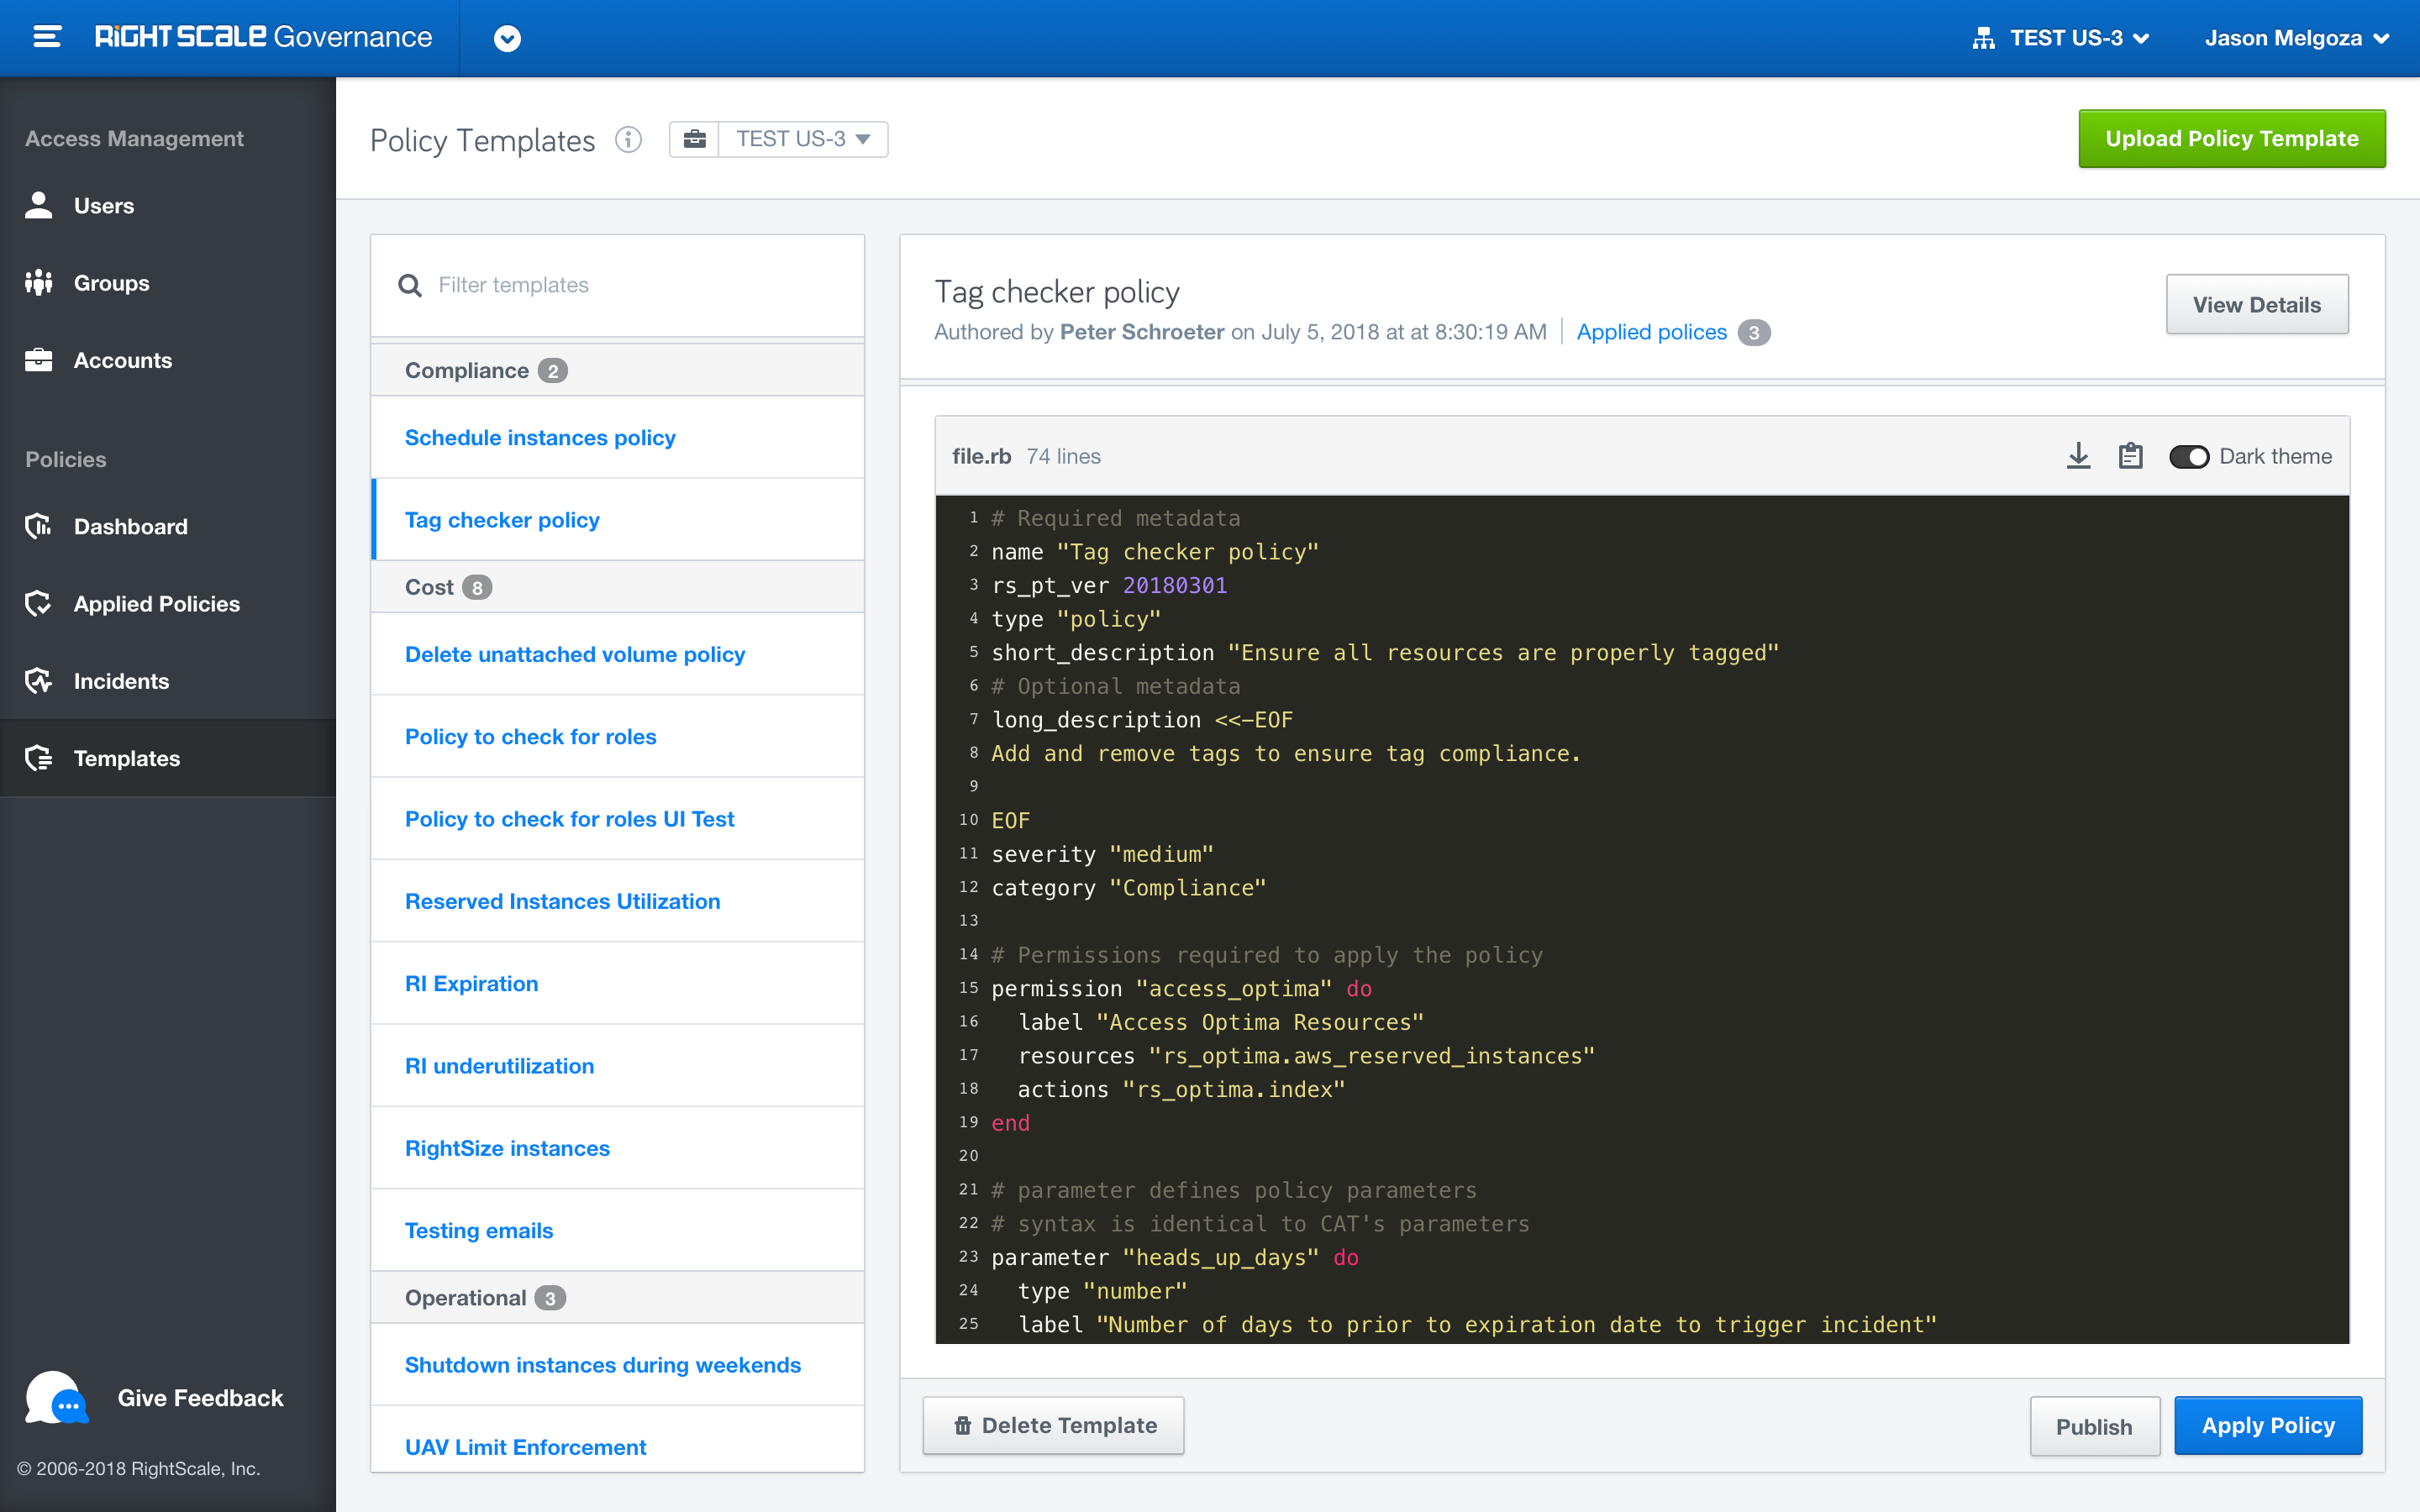 RIGHTSCALE Governance
TEST US-3
Jason Melgoza
Access Management
Users
Groups
Accounts
Policies
Dashboard
Applied Policies
Incidents
Templates
Give Feedback
© 2006-2018 RightScale, Inc.
Policy Templates
TEST US-3
Upload Policy Template
Filter templates
Compliance 2
Schedule instances policy
Tag checker policy
Cost 8
Delete unattached volume policy
Policy to check for roles
Policy to check for roles UI Test
Reserved Instances Utilization
RI Expiration
RI underutilization
RightSize instances
Testing emails
Operational 3
Shutdown instances during weekends
UAV Limit Enforcement
Tag checker policy
Authored by Peter Schroeter on July 5, 2018 at at 8:30:19 AM Applied polices 3
View Details
file.rb 74 lines
Dark theme
1 # Required metadata
2 name "Tag checker policy"
3 rs_pt_ver 20180301
4 type "policy"
5 short_description "Ensure all resources are properly tagged"
6 # Optional metadata
7 long_description <<-EOF
8 Add and remove tags to ensure tag compliance.
9
10 EOF
11 severity "medium"
12 category "Compliance"
13
14 # Permissions required to apply the policy
15 permission "access_optima" do
16 label "Access Optima Resources"
17 resources "rs_optima.aws_reserved_instances"
18 actions "rs_optima.index"
19 end
20
21 # parameter defines policy parameters
22 # syntax is identical to CAT's parameters
23 parameter "heads_up_days" do
24 type "number"
25 label "Number of days to prior to expiration date to trigger incident"
Delete Template
Publish
Apply Policy